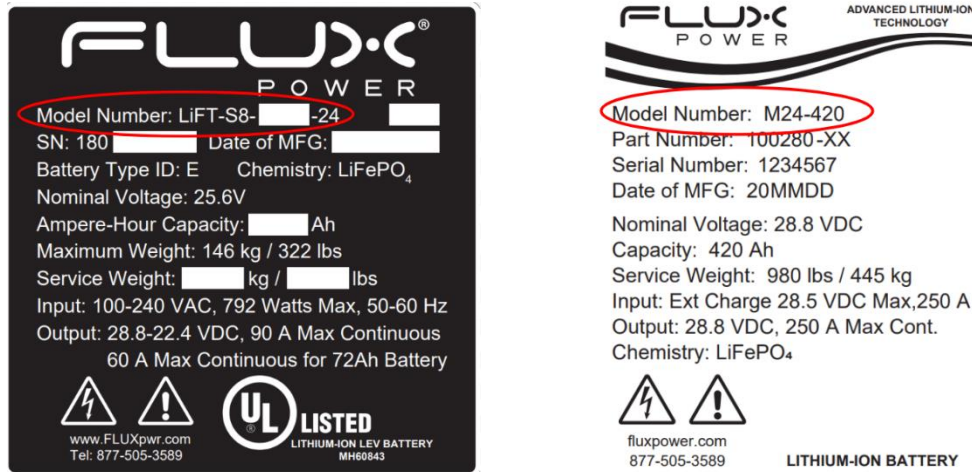 FLUX®
POWER
Model Number: LiFT-S8- -24
SN: 180 Date of MFG:
Battery Type ID: E Chemistry: LiFePO4
Nominal Voltage: 25.6V
Ampere-Hour Capacity: Ah
Maximum Weight: 146 kg / 322 lbs
Service Weight: kg / lbs
Input: 100-240 VAC, 792 Watts Max, 50-60 Hz
Output: 28.8-22.4 VDC, 90 A Max Continuous
60 A Max Continuous for 72Ah Battery
www.FLUXpwr.com
Tel: 877-505-3589
UL
LISTED
LITHIUM-ION LEV BATTERY
MH60843
FLUX
POWER
ADVANCED LITHIUM-ION
TECHNOLOGY
Model Number: M24-420
Part Number: 100280-XX
Serial Number: 1234567
Date of MFG: 20MMDD
Nominal Voltage: 28.8 VDC
Capacity: 420 Ah
Service Weight: 980 lbs / 445 kg
Input: Ext Charge 28.5 VDC Max,250 A
Output: 28.8 VDC, 250 A Max Cont.
Chemistry: LiFePO4
fluxpower.com
877-505-3589
LITHIUM-ION BATTERY